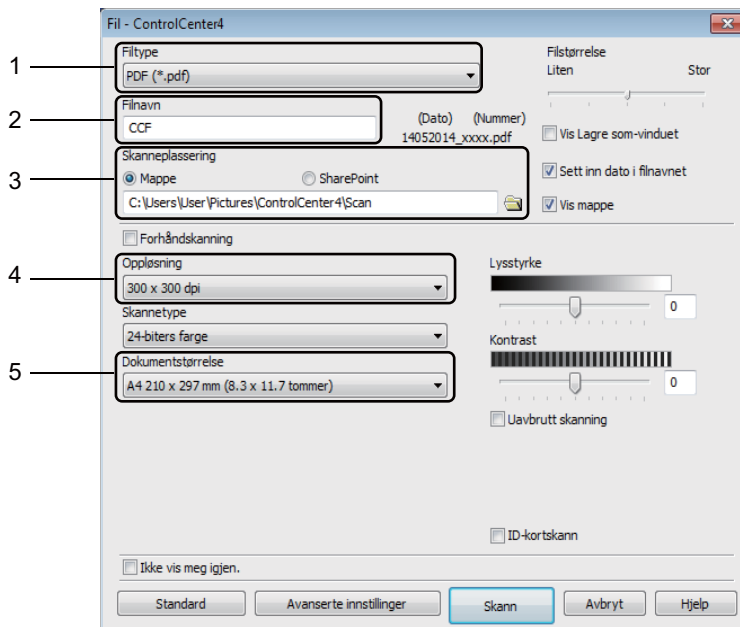 Fil - ControlCenter4
1
Filtype
PDF (*.pdf)
Filstørrelse
Liten Stor
2
Filnavn
CCF
(Dato) (Nummer)
14052014_xxxx.pdf
Vis Lagre som-vinduet
3
Skanneplassering
Mappe SharePoint
C:\Users\User\Pictures\ControlCenter4\Scan
Sett inn dato i filnavnet
Vis mappe
Forhåndskanning
4
Oppløsning
300 x 300 dpi
Skannetype
24-biters farge
5
Dokumentstørrelse
A4 210 x 297 mm (8.3 x 11.7 tommer)
Lysstyrke
0
Kontrast
0
Uavbrutt skanning
ID-kortskann
Ikke vis meg igjen.
Standard Avanserte innstillinger Skann Avbryt Hjelp